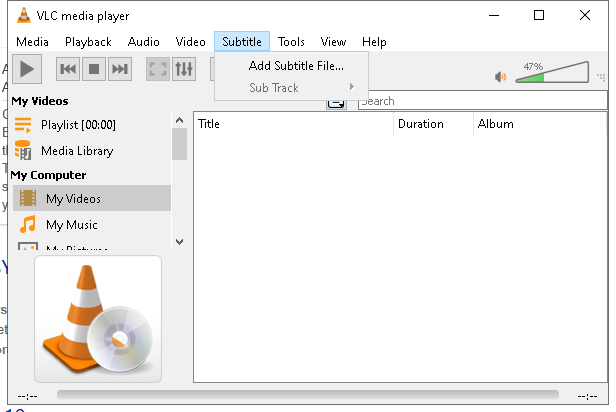 VLC media player
Media Playback Audio Video Subtitle Tools View Help
Add Subtitle File...
Sub Track
47%
My Videos
Playlist [00:00]
Media Library
My Computer
My Videos
My Music
My Pictures
Search
Title Duration Album
--:-- --:--